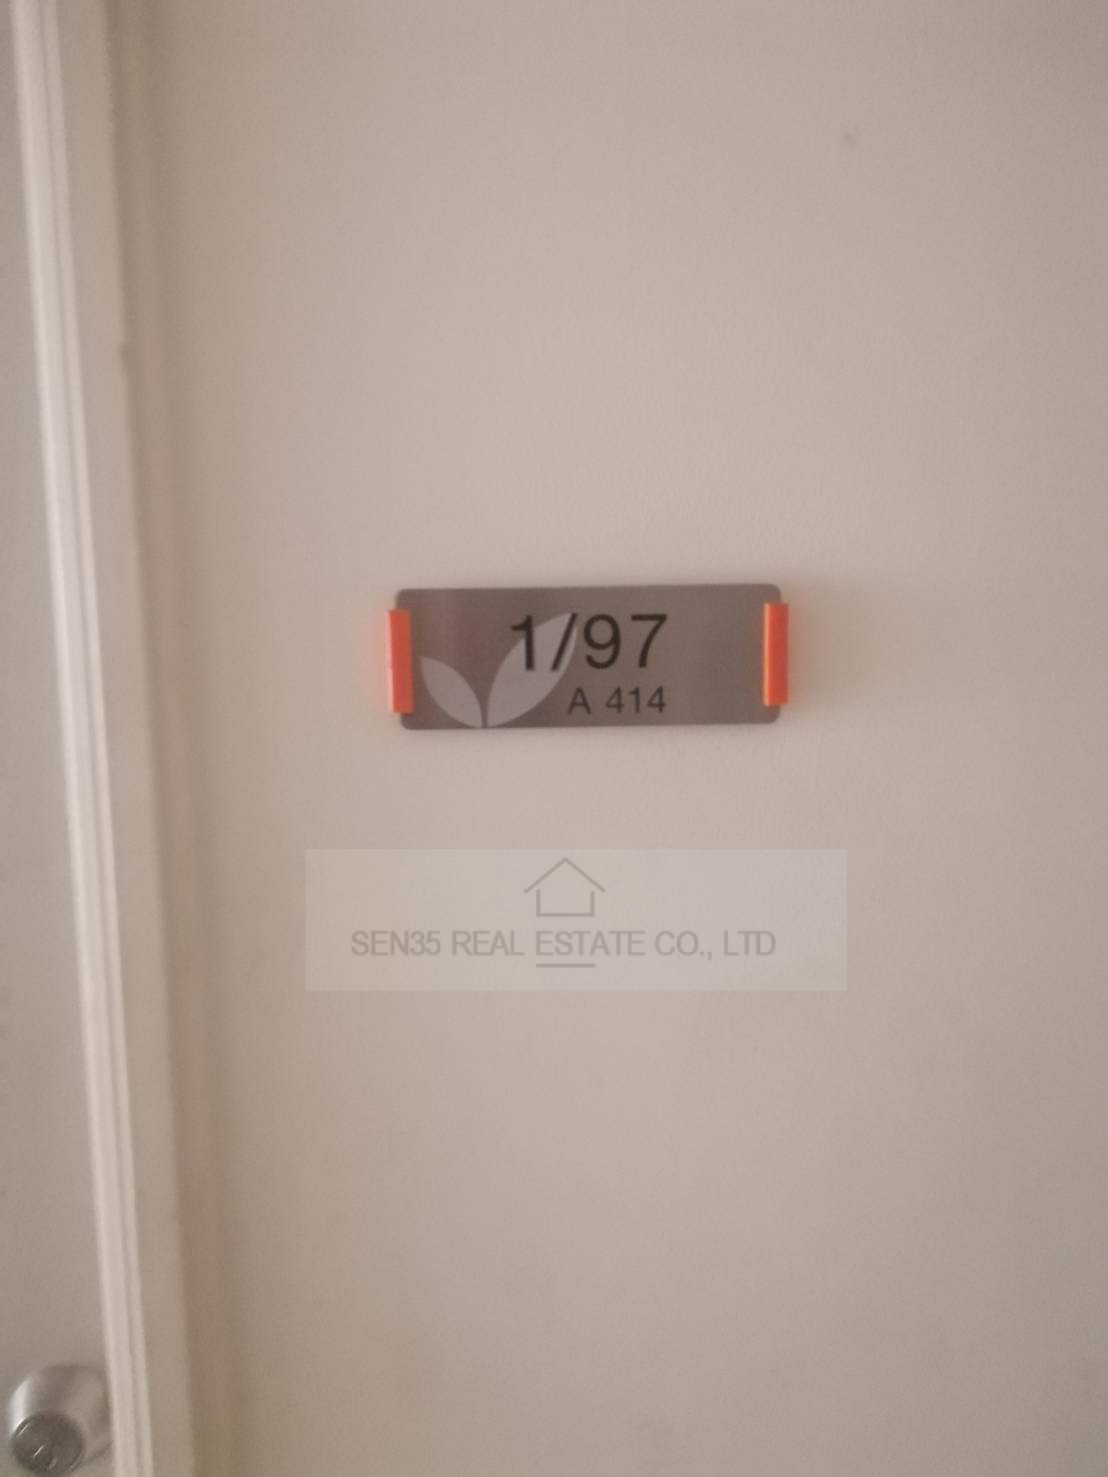 1/97
A 414
SEN35 REAL ESTATE CO., LTD